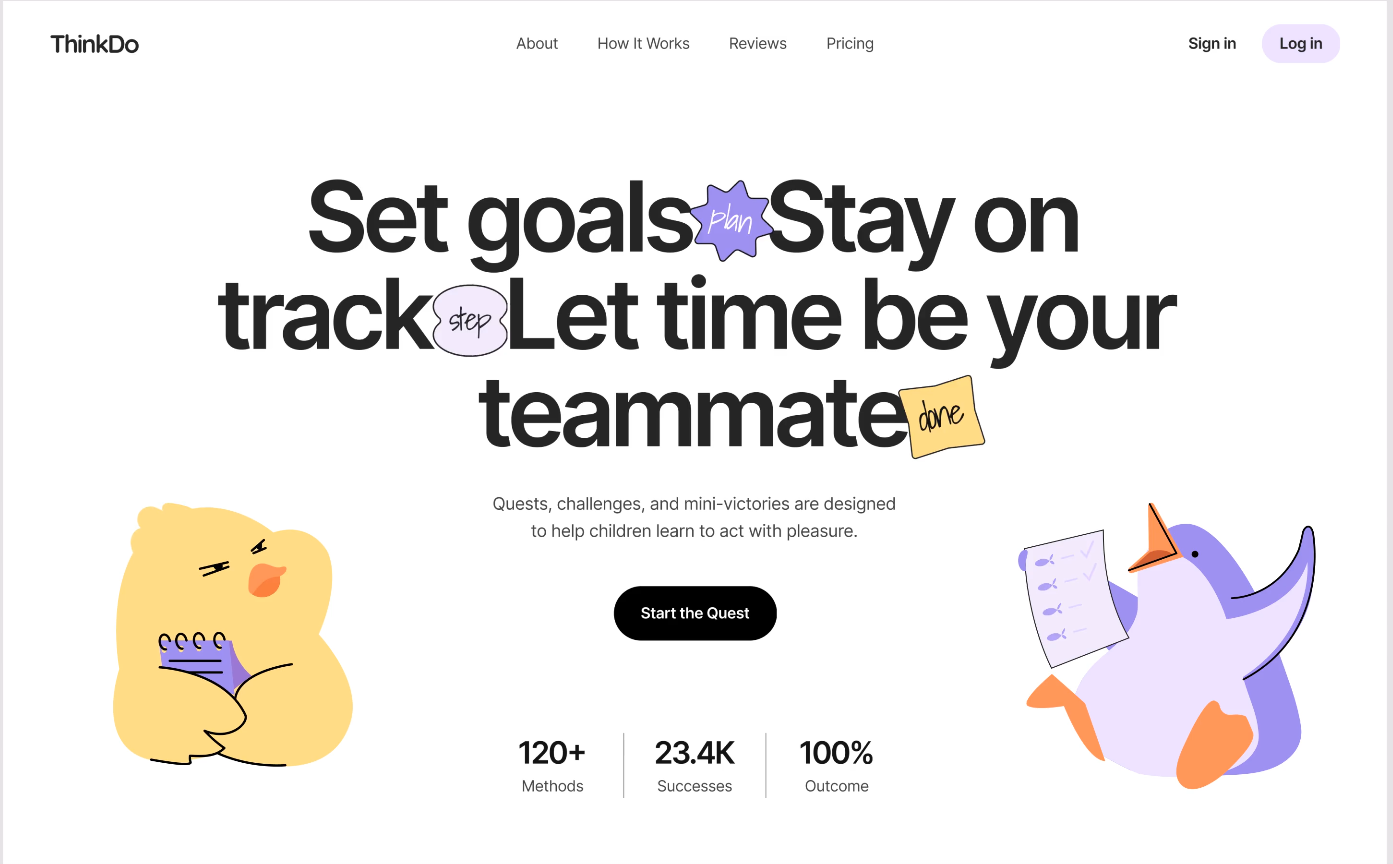 ThinkDo
About How It Works Reviews Pricing
Sign in Log in
Set goals plan Stay on
track step Let time be your
teammate done
Quests, challenges, and mini-victories are designed
to help children learn to act with pleasure.
Start the Quest
120+ 23.4K 100%
Methods Successes Outcome